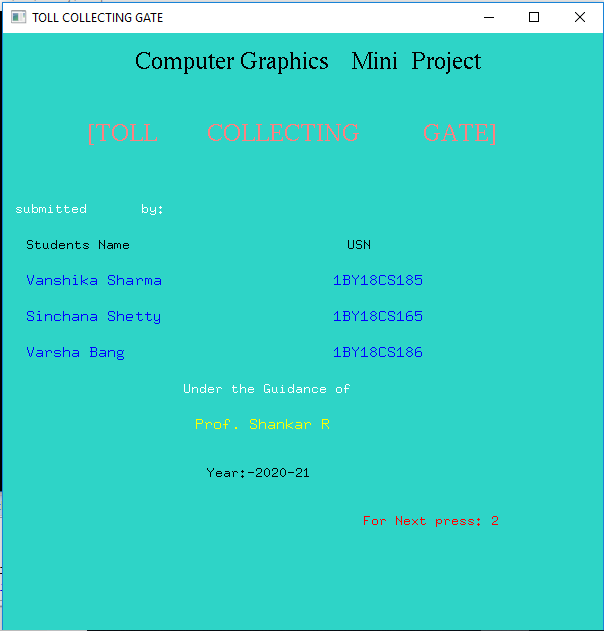 TOLL COLLECTING GATE
Computer Graphics Mini Project
[TOLL COLLECTING GATE]
submitted by:
Students Name USN
Vanshika Sharma 1BY18CS185
Sinchana Shetty 1BY18CS165
Varsha Bang 1BY18CS186
Under the Guidance of
Prof. Shankar R
Year:-2020-21
For Next press: 2